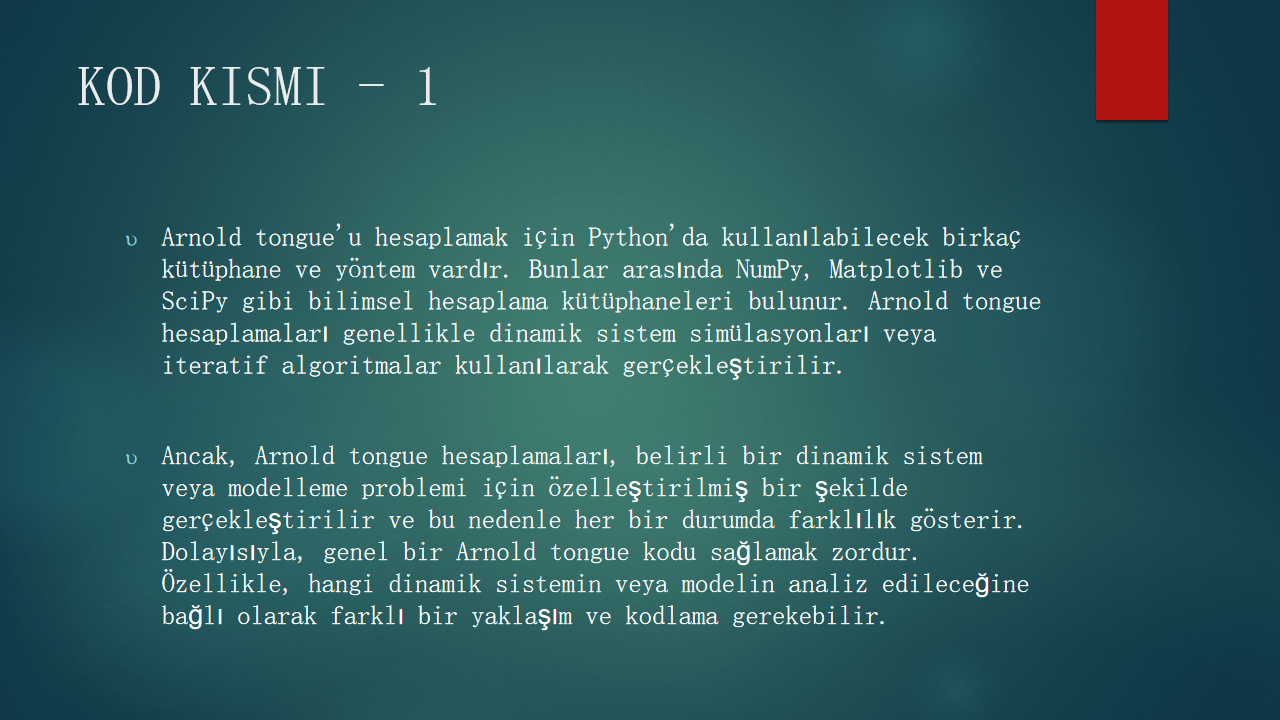 KOD KISMI - 1
Arnold tongue'u hesaplamak için Python'da kullanılabilecek birkaç
kütüphane ve yöntem vardır. Bunlar arasında NumPy, Matplotlib ve
SciPy gibi bilimsel hesaplama kütüphaneleri bulunur. Arnold tongue
hesaplamaları genellikle dinamik sistem simülasyonları veya
iteratif algoritmalar kullanılarak gerçekleştirilir.
Ancak, Arnold tongue hesaplamaları, belirli bir dinamik sistem
veya modelleme problemi için özelleştirilmiş bir şekilde
gerçekleştirilir ve bu nedenle her bir durumda farklılık gösterir.
Dolayısıyla, genel bir Arnold tongue kodu sağlamak zordur.
Özellikle, hangi dinamik sistemin veya modelin analiz edileceğine
bağlı olarak farklı bir yaklaşım ve kodlama gerekebilir.